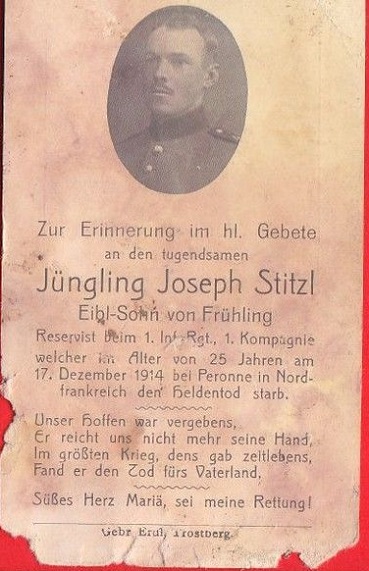 Zur Erinnerung im hl. Gebete
an den tugendsamen
Jüngling Joseph Stitzl
Eibl-Sohn von Frühling
Reservist beim 1. Inf.-Rgt., 1. Kompagnie
welcher im Alter von 25 Jahren am
17. Dezember 1914 bei Peronne in Nord-
frankreich den Heldentod starb.
Unser Hoffen war vergebens,
Er reicht uns nicht mehr seine Hand,
Im größten Krieg, dens gab zeitlebens,
Fand er den Tod fürs Vaterland,
Süßes Herz Mariä, sei meine Rettung!
Gebr. Erdl, Trostberg.